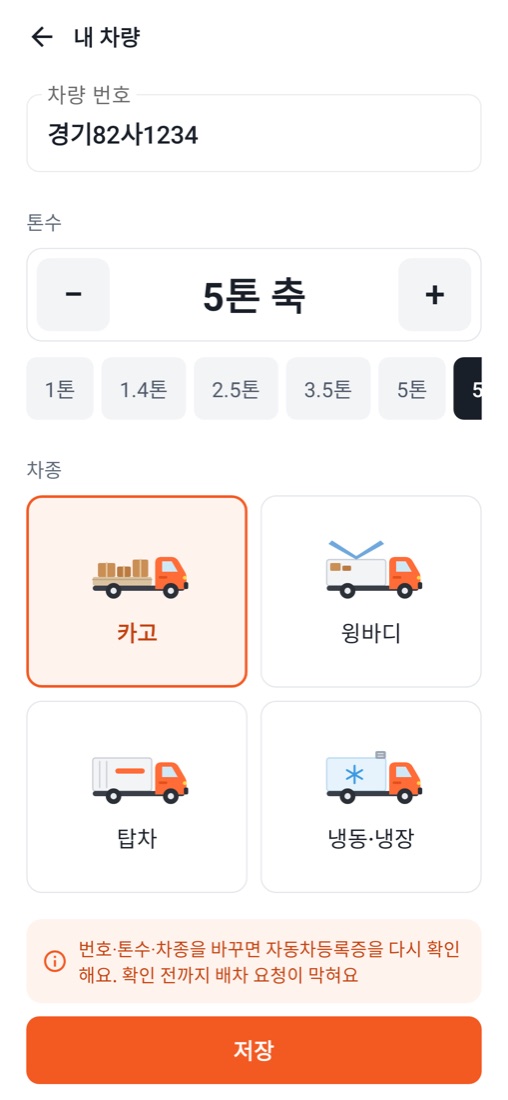 내 차량
차량 번호
경기82사1234
톤수
− 5톤 축 +
1톤 1.4톤 2.5톤 3.5톤 5톤
차종
카고 윙바디
탑차 냉동·냉장
번호·톤수·차종을 바꾸면 자동차등록증을 다시 확인
해요. 확인 전까지 배차 요청이 막혀요
저장